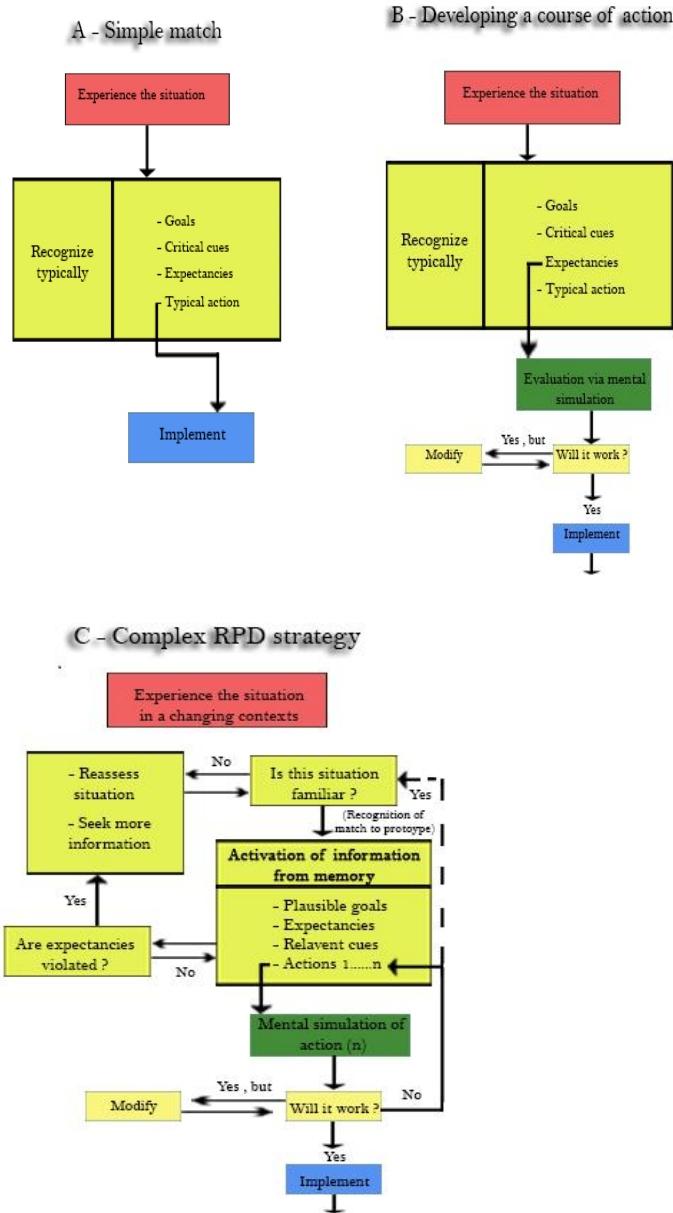 A - Simple match
Experience the situation
Recognize
typically
- Goals
- Critical cues
- Expectancies
- Typical action
Implement
B - Developing a course of action
Experience the situation
Recognize
typically
- Goals
- Critical cues
- Expectancies
- Typical action
Evaluation via mental
simulation
Yes , but
Modify
Will it work ?
Yes
Implement
C - Complex RPD strategy
Experience the situation
in a changing contexts
- Reassess
situation
- Seek more
information
No
Is this situation
familiar ?
Yes
(Recognition of
match to protoype)
Activation of information
from memory
- Plausible goals
- Expectancies
- Relavent cues
- Actions 1......n
Yes
Are expectancies
violated ?
No
Mental simulation of
action (n)
Yes , but
Modify
Will it work ?
No
Yes
Implement